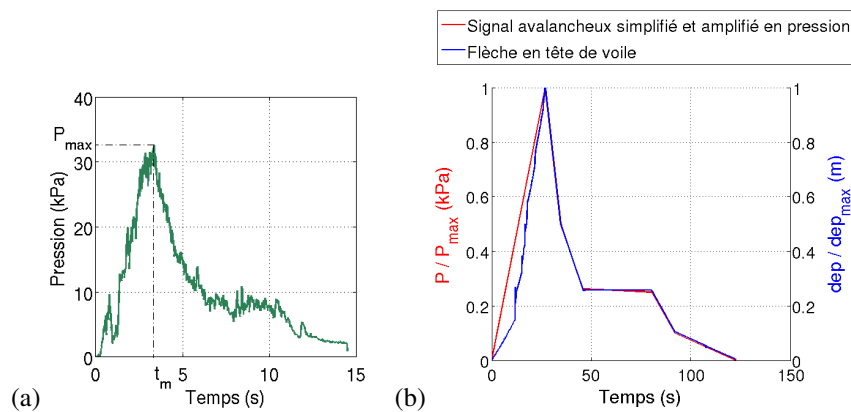 Signal avalancheux simplifié et amplifié en pression
Flèche en tête de voile
40
30
20
10
0
P max
Pression (kPa)
0 t m 5 10 15
Temps (s)
(a)
1
0.8
0.6
0.4
0.2
0
P / P max (kPa)
1
0.8
0.6
0.4
0.2
0
dep / dep max (m)
0 50 100 150
Temps (s)
(b)